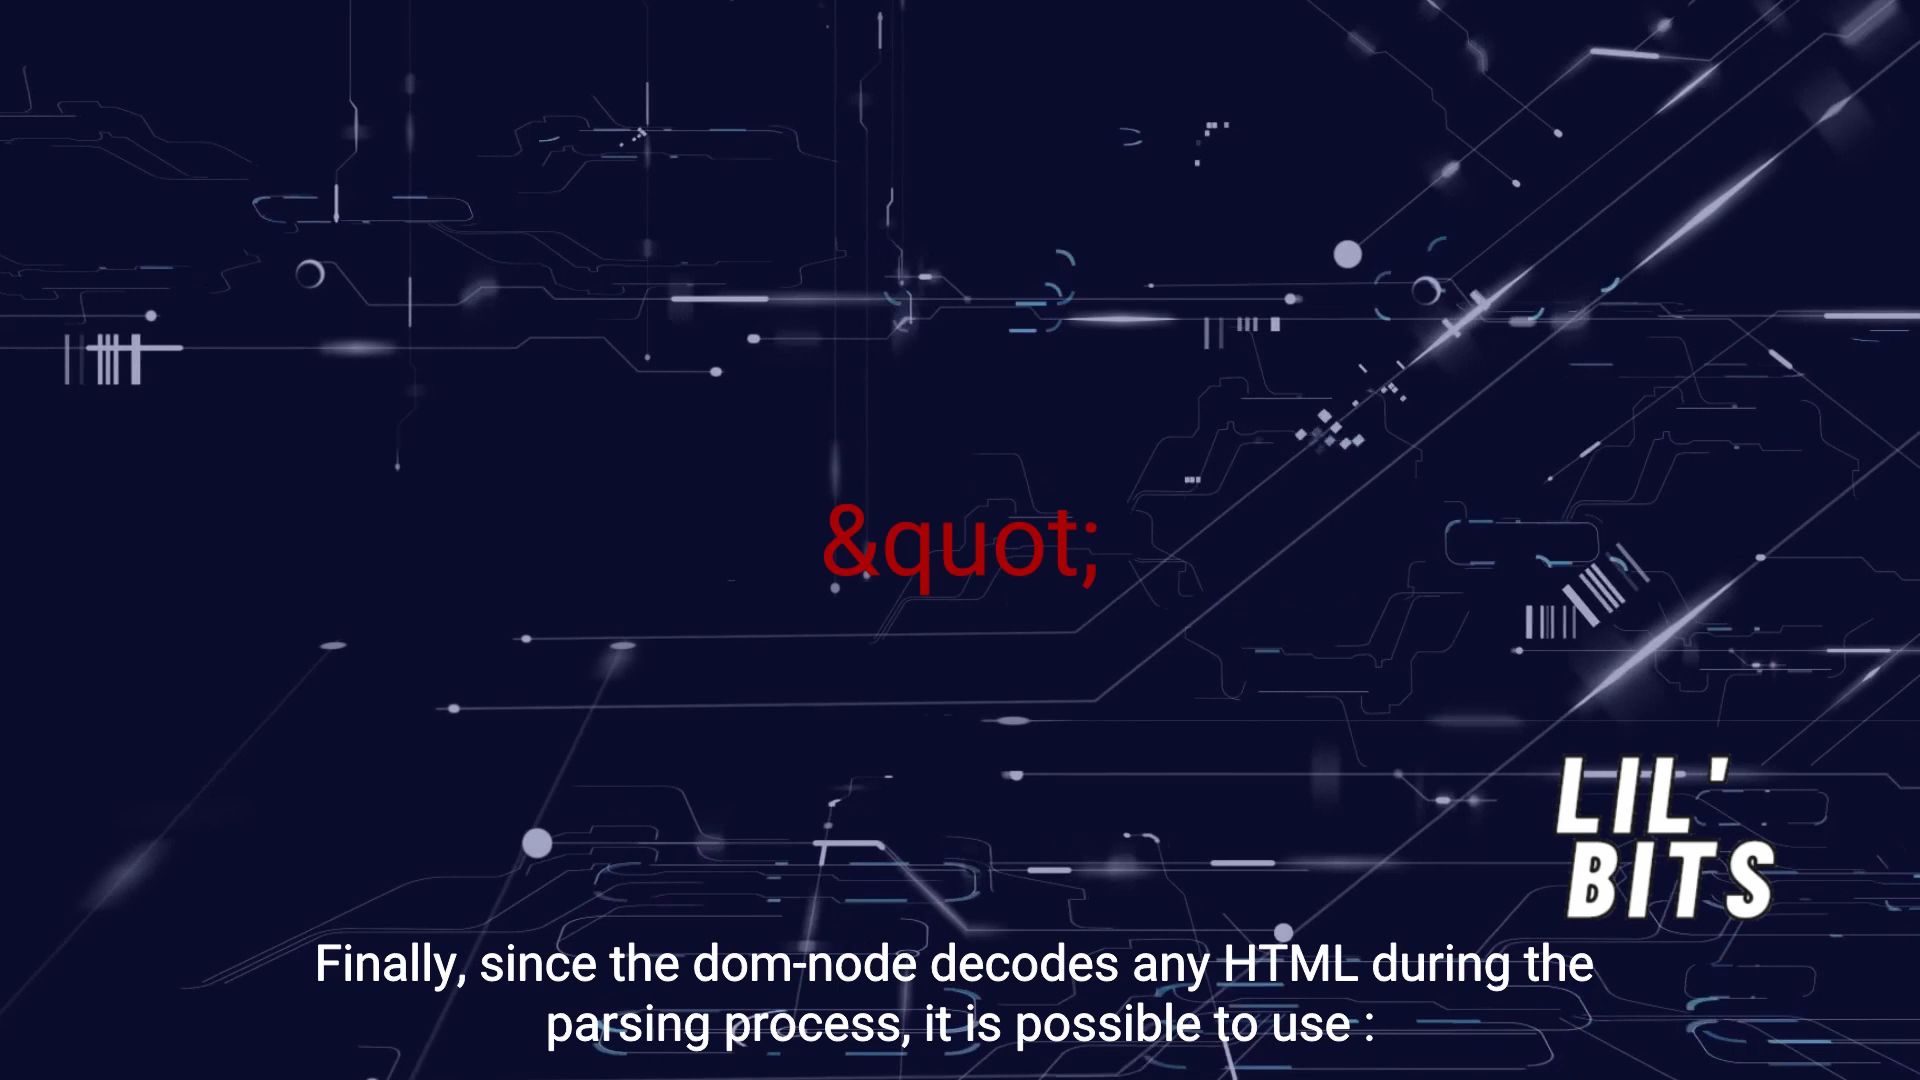 &quot;
LIL'
BITS
Finally, since the dom-node decodes any HTML during the
parsing process, it is possible to use :